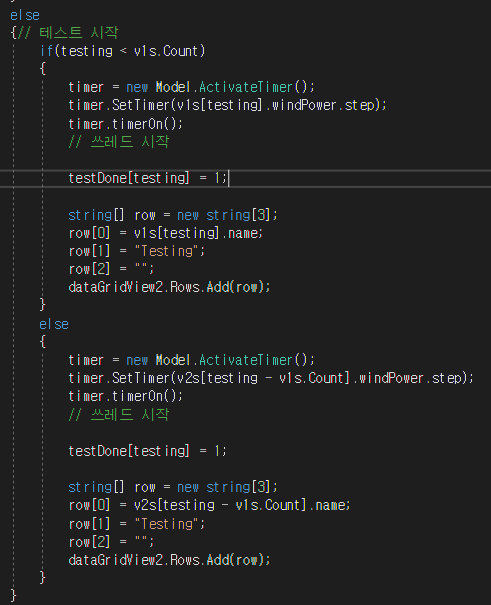 else
{// 테스트 시작
if(testing < v1s.Count)
{
timer = new Model.ActivateTimer();
timer.SetTimer(v1s[testing].windPower.step);
timer.timerOn();
// 쓰레드 시작
testDone[testing] = 1;
string[] row = new string[3];
row[0] = v1s[testing].name;
row[1] = "Testing";
row[2] = "";
dataGridView2.Rows.Add(row);
}
else
{
timer = new Model.ActivateTimer();
timer.SetTimer(v2s[testing - v1s.Count].windPower.step);
timer.timerOn();
// 쓰레드 시작
testDone[testing] = 1;
string[] row = new string[3];
row[0] = v2s[testing - v1s.Count].name;
row[1] = "Testing";
row[2] = "";
dataGridView2.Rows.Add(row);
}
}